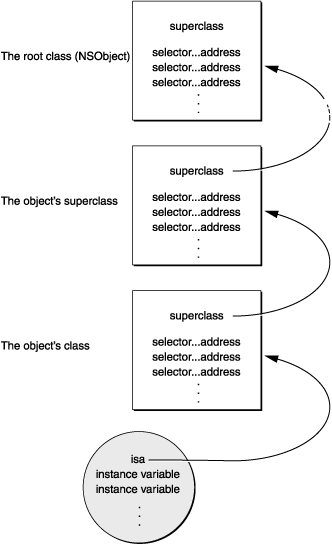 superclass
The root class (NSObject)
selector...address
selector...address
selector...address
superclass
The object's superclass
selector...address
selector...address
selector...address
superclass
The object's class
selector...address
selector...address
selector...address
isa
instance variable
instance variable